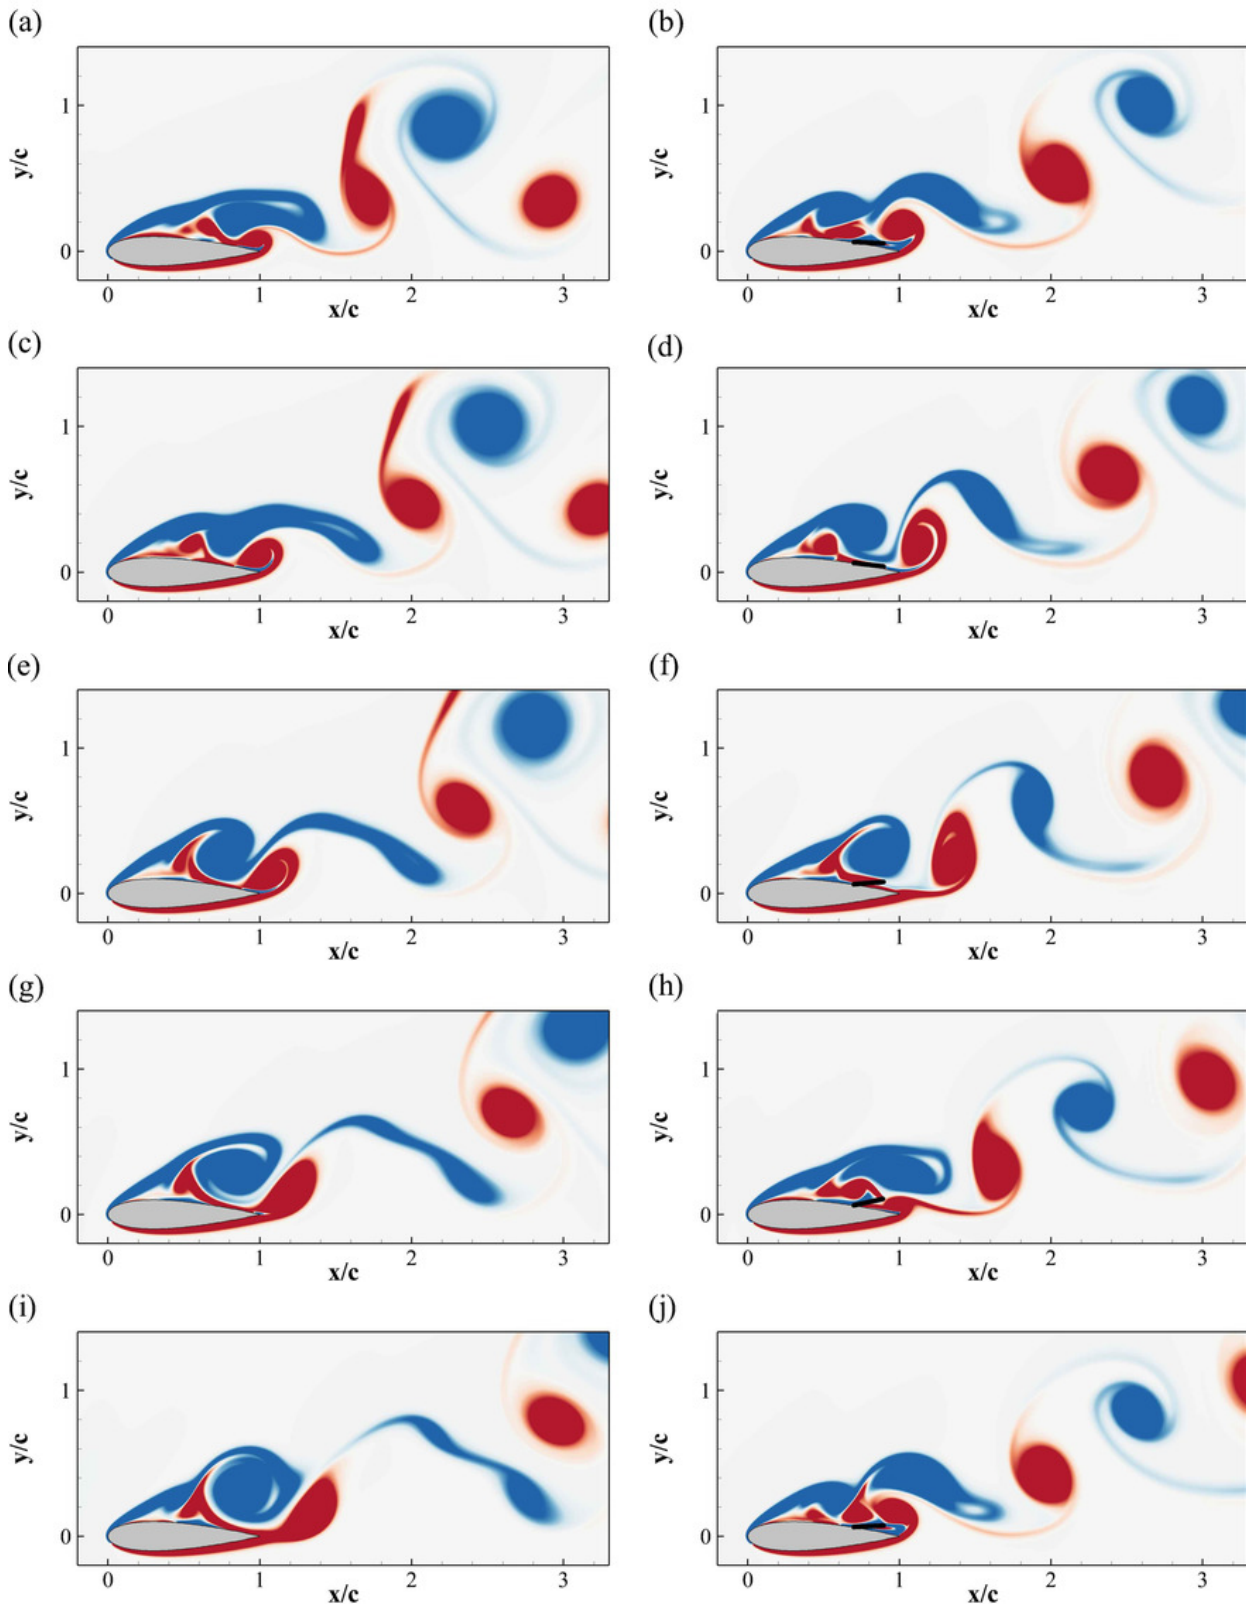 (a) (b)
y/c 1 0 y/c 1 0
0 1 2 3 0 1 2 3
x/c x/c
(c) (d)
y/c 1 0 y/c 1 0
0 1 2 3 0 1 2 3
x/c x/c
(e) (f)
y/c 1 0 y/c 1 0
0 1 2 3 0 1 2 3
x/c x/c
(g) (h)
y/c 1 0 y/c 1 0
0 1 2 3 0 1 2 3
x/c x/c
(i) (j)
y/c 1 0 y/c 1 0
0 1 2 3 0 1 2 3
x/c x/c